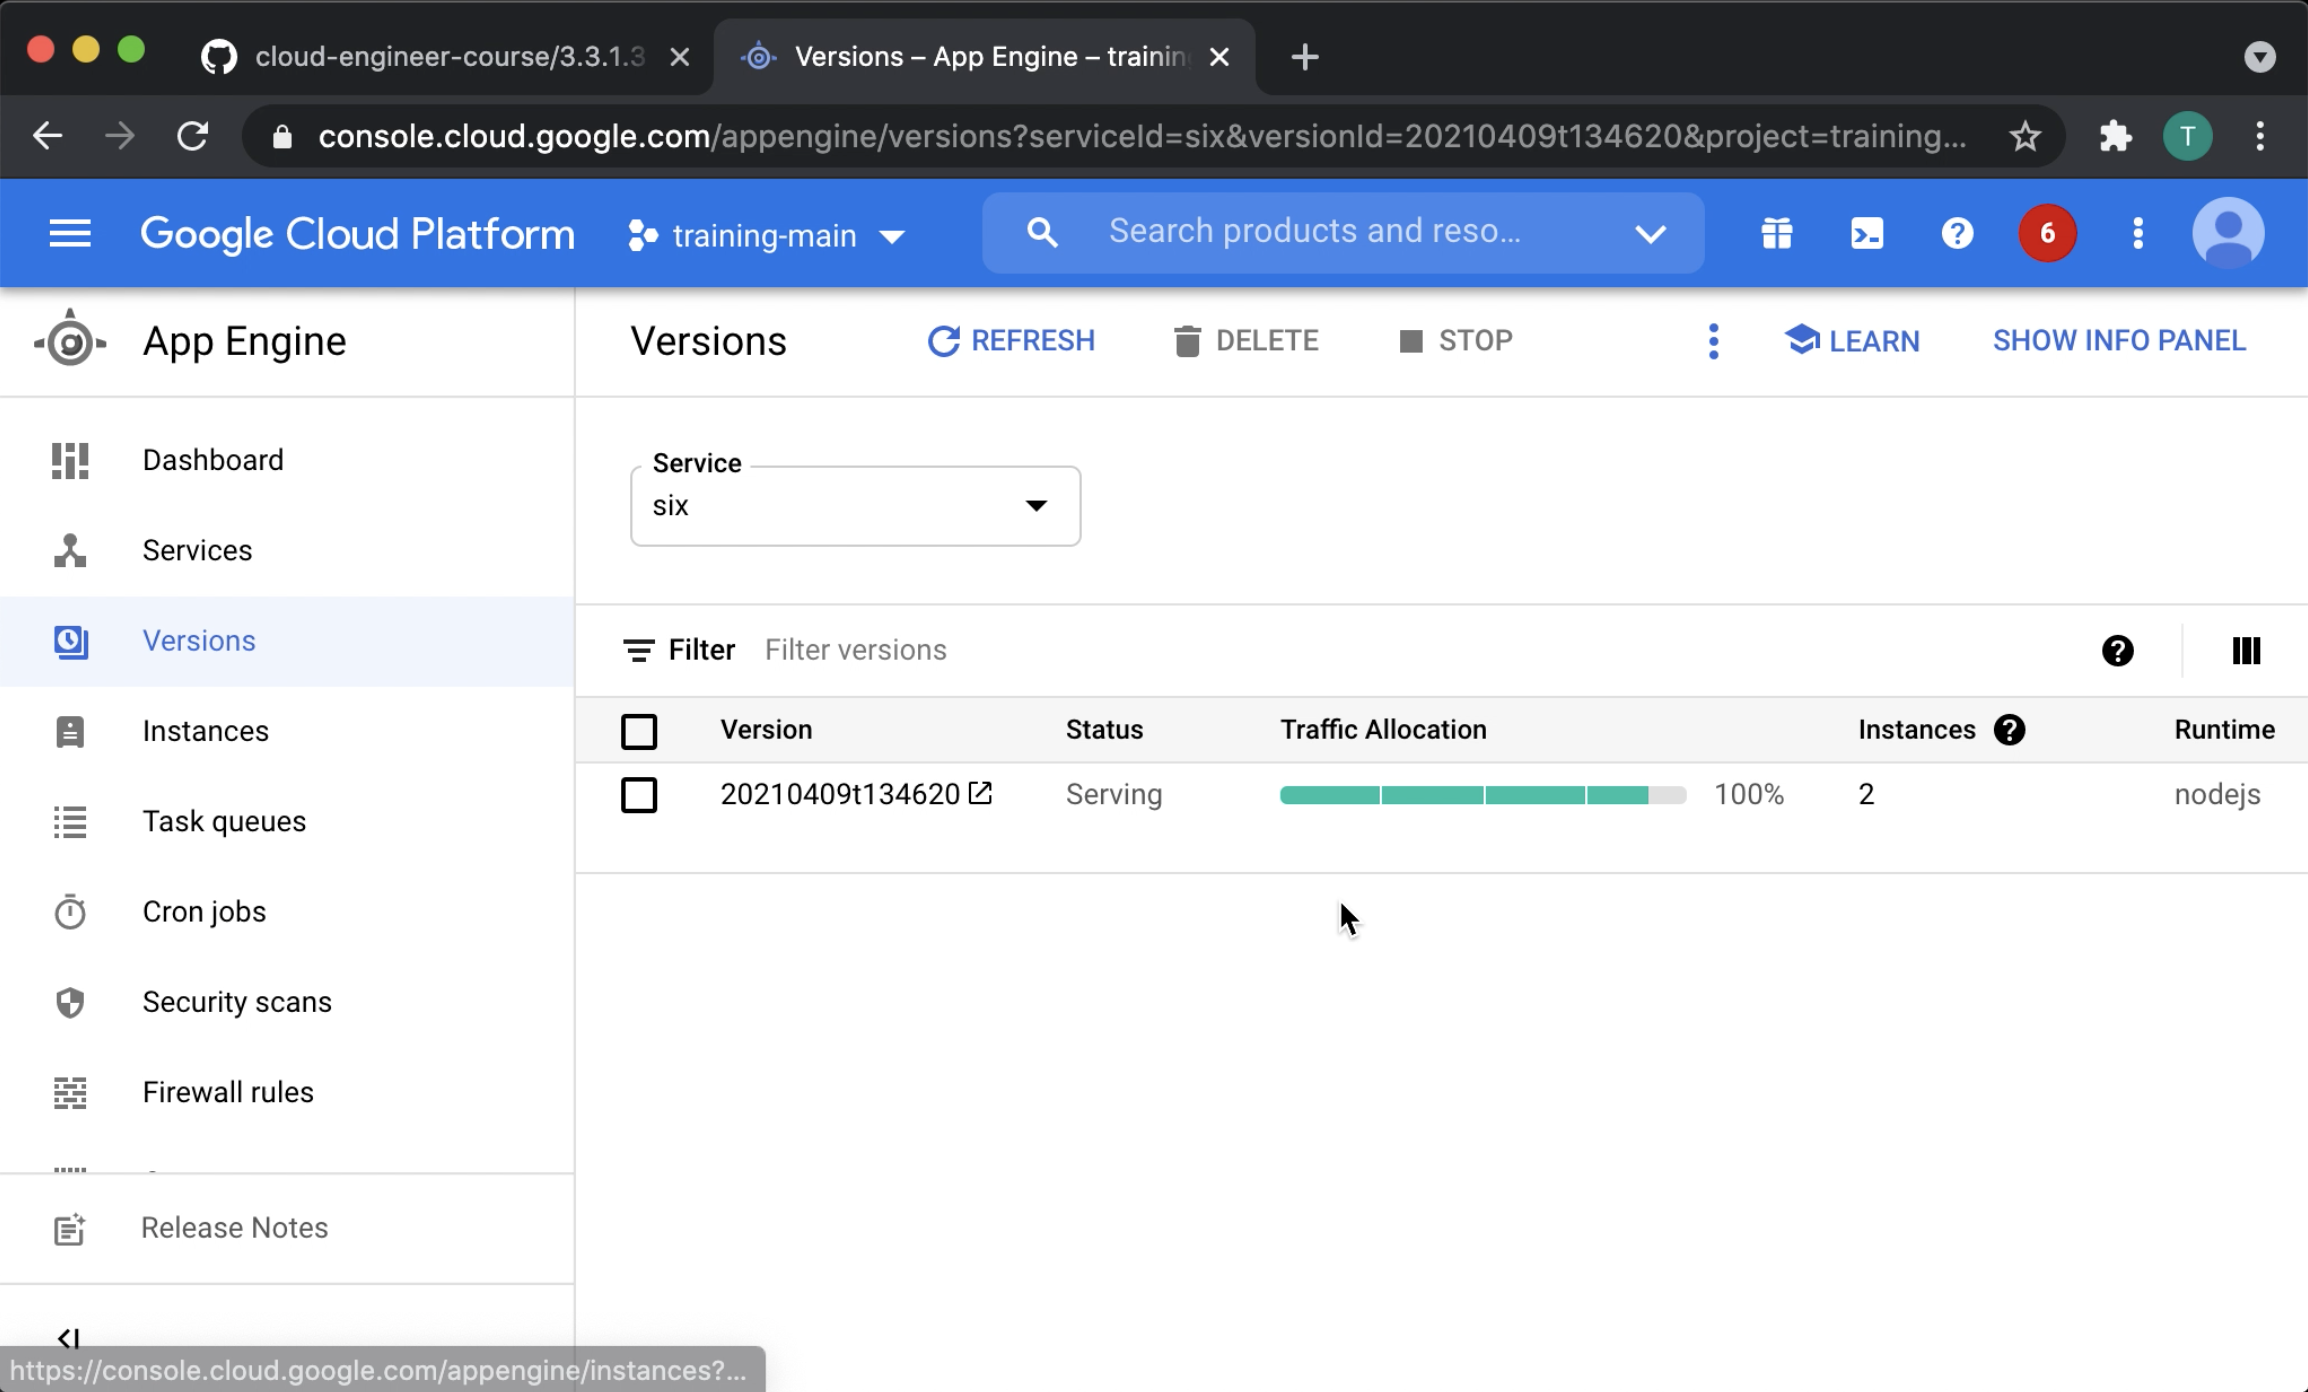 cloud-engineer-course/3.3.1.3
Versions – App Engine – trainin
console.cloud.google.com/appengine/versions?serviceId=six&versionId=20210409t134620&project=training...
T
Google Cloud Platform
training-main
Search products and reso...
6
App Engine
Versions
REFRESH
DELETE
STOP
LEARN
SHOW INFO PANEL
Dashboard
Services
Versions
Instances
Task queues
Cron jobs
Security scans
Firewall rules
Release Notes
Service
six
Filter Filter versions
Version Status Traffic Allocation Instances Runtime
20210409t134620 Serving 100% 2 nodejs
https://console.cloud.google.com/appengine/instances?...